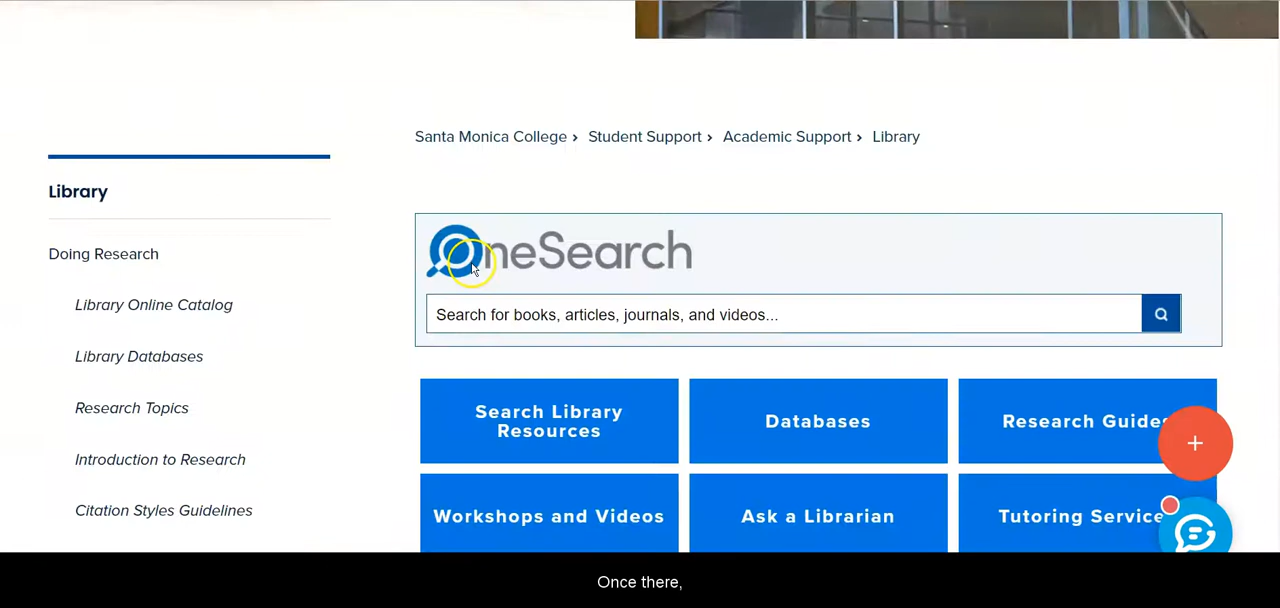 Santa Monica College › Student Support › Academic Support › Library
Library
Doing Research
Library Online Catalog
Library Databases
Research Topics
Introduction to Research
Citation Styles Guidelines
OneSearch
Search for books, articles, journals, and videos...
Search Library
Resources
Databases
Research Guides
Workshops and Videos
Ask a Librarian
Tutoring Service
Once there,